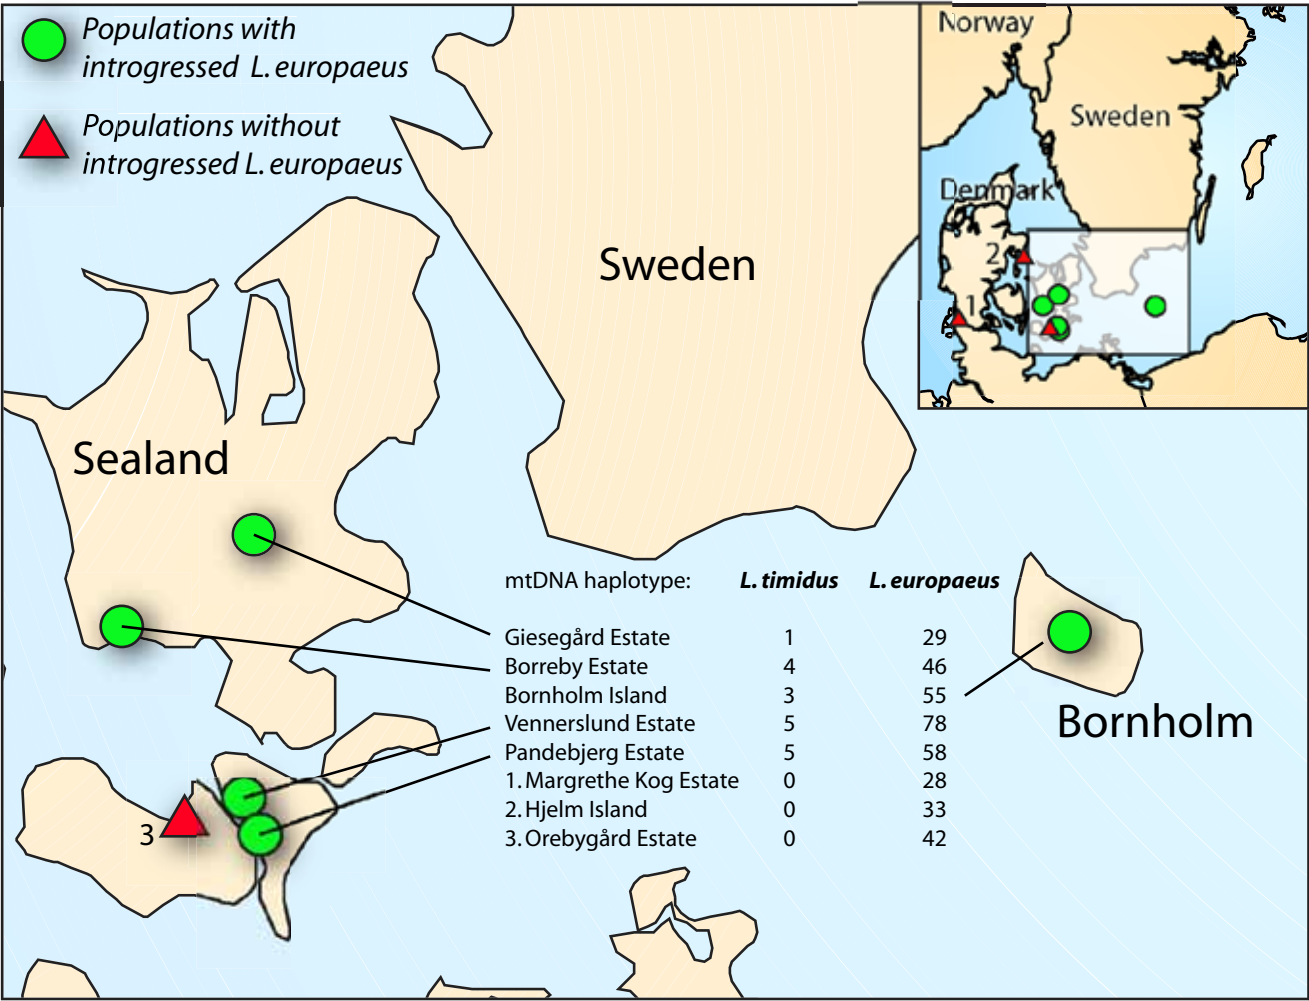 Populations with
introgressed L. europaeus
Populations without
introgressed L. europaeus
Norway
Sweden
Denmark
2
1
Sweden
Sealand
mtDNA haplotype: L. timidus L. europaeus
Giesegård Estate 1 29
Borreby Estate 4 46
Bornholm Island 3 55
Vennerslund Estate 5 78
Pandebjerg Estate 5 58
1. Margrethe Kog Estate 0 28
2. Hjelm Island 0 33
3. Orebygård Estate 0 42
Bornholm
3